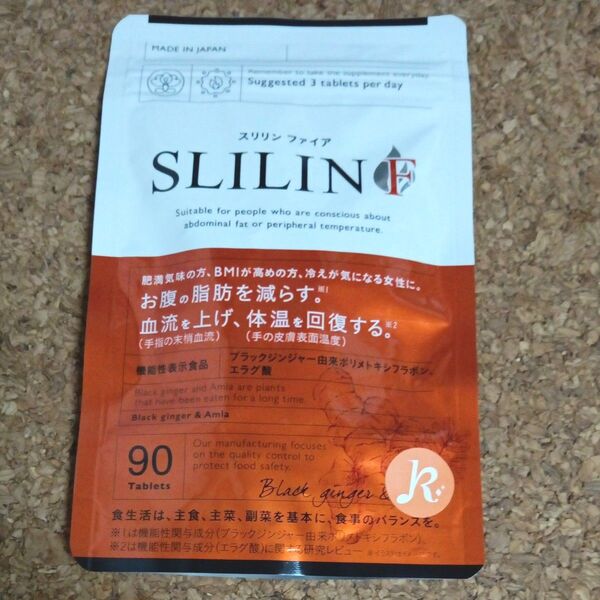 MADE IN JAPAN
Remember to take the supplement everyday.
Suggested 3 tablets per day
スリリン ファイア
SLILIN F
Suitable for people who are conscious about
abdominal fat or peripheral temperature.
肥満気味の方、BMIが高めの方、冷えが気になる女性に。
お腹の脂肪を減らす。※1
血流を上げ、体温を回復する。※2
(手指の末梢血流) (手の皮膚表面温度)
機能性表示食品
ブラックジンジャー由来ポリメトキシフラボン、
エラグ酸
Black ginger and Amla are plants
that have been eaten for a long time.
Black ginger & Amla
90
Tablets
Our manufacturing focuses
on the quality control to
protect food safety.
Black ginger &
R
食生活は、主食、主菜、副菜を基本に、食事のバランスを。
※1は機能性関与成分(ブラックジンジャー由来ポリメトキシフラボン)、
※2は機能性関与成分(エラグ酸)に関する研究レビュー